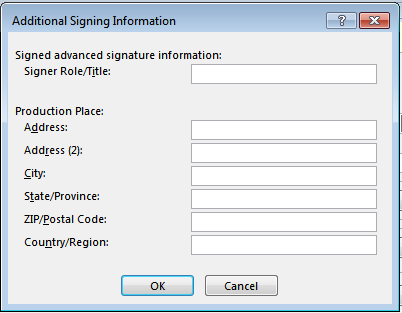 Additional Signing Information
Signed advanced signature information:
Signer Role/Title:
Production Place:
Address:
Address (2):
City:
State/Province:
ZIP/Postal Code:
Country/Region:
OK Cancel